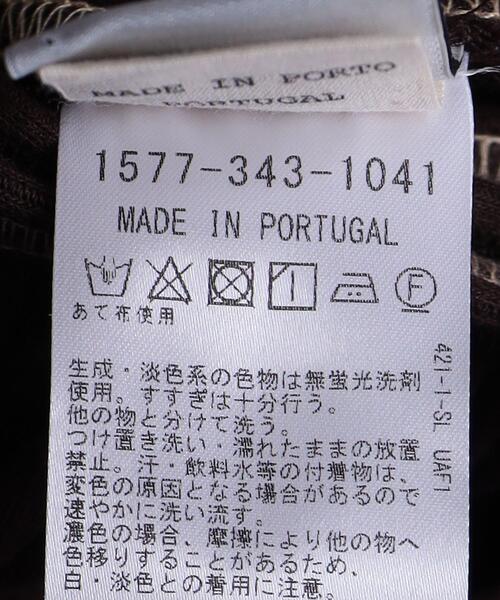 MADE IN PORTO
PORTUGAL
1577-343-1041
MADE IN PORTUGAL
あて布使用
生成・淡色系の色物は無蛍光洗剤
使用。すすぎは十分行う。
他の物と分けて洗う。
つけ置き洗い・濡れたままの放置
禁止。汗・飲料水等の付着物は、
変色の原因となる場合があるので
速やかに洗い流す。
濃色の場合、摩擦により他の物へ
色移りすることがあるため、
白・淡色との着用に注意。
421-1-SL UAF1